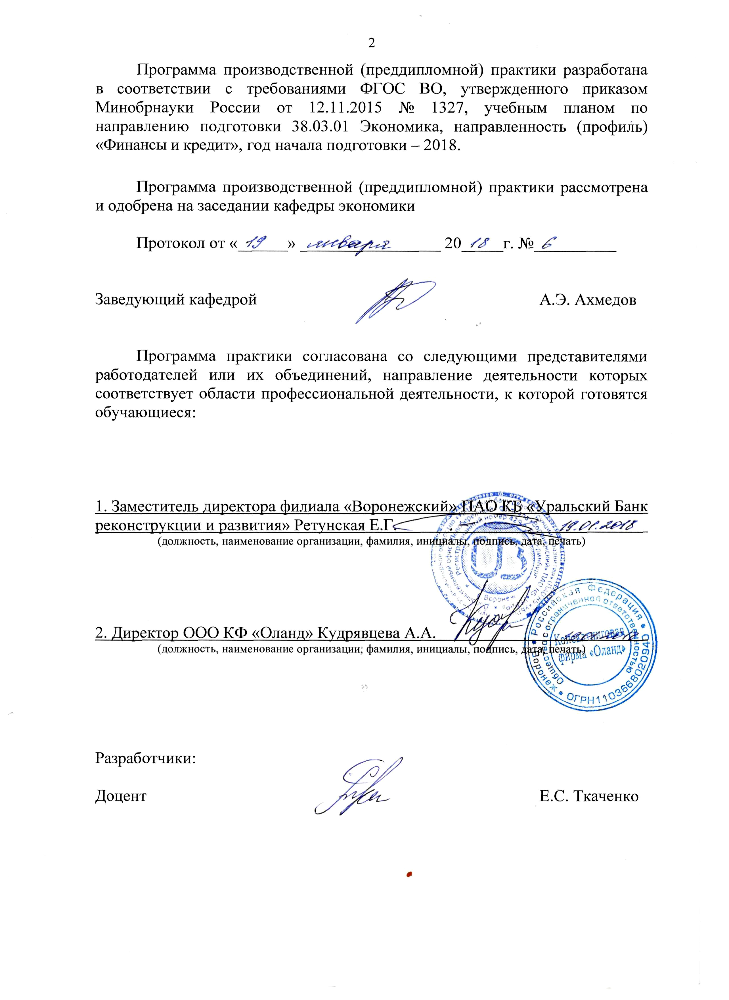 2
Программа производственной (преддипломной) практики разработана
в соответствии с требованиями ФГОС ВО, утвержденного приказом
Минобрнауки России от 12.11.2015 № 1327, учебным планом по
направлению подготовки 38.03.01 Экономика, направленность (профиль)
«Финансы и кредит», год начала подготовки – 2018.
Программа производственной (преддипломной) практики рассмотрена
и одобрена на заседании кафедры экономики
Протокол от «19» января 2018 г. № 6
Заведующий кафедрой А.Э. Ахмедов
Программа практики согласована со следующими представителями
работодателей или их объединений, направление деятельности которых
соответствует области профессиональной деятельности, к которой готовятся
обучающиеся:
1. Заместитель директора филиала «Воронежский» ПАО КБ «Уральский Банк
реконструкции и развития» Ретунская Е.Г. 19.01.2018
(должность, наименование организации, фамилия, инициалы, подпись, дата, печать)
Регистрационный номер 429
г. Воронеж
2. Директор ООО КФ «Оланд» Кудрявцева А.А.
(должность, наименование организации, фамилия, инициалы, подпись, дата, печать)
Российская Федерация * г. Воронеж * ОГРН1103668020940
Общество с ограниченной ответственностью
Консалтинговая
фирма «Оланд»
Разработчики:
Доцент Е.С. Ткаченко